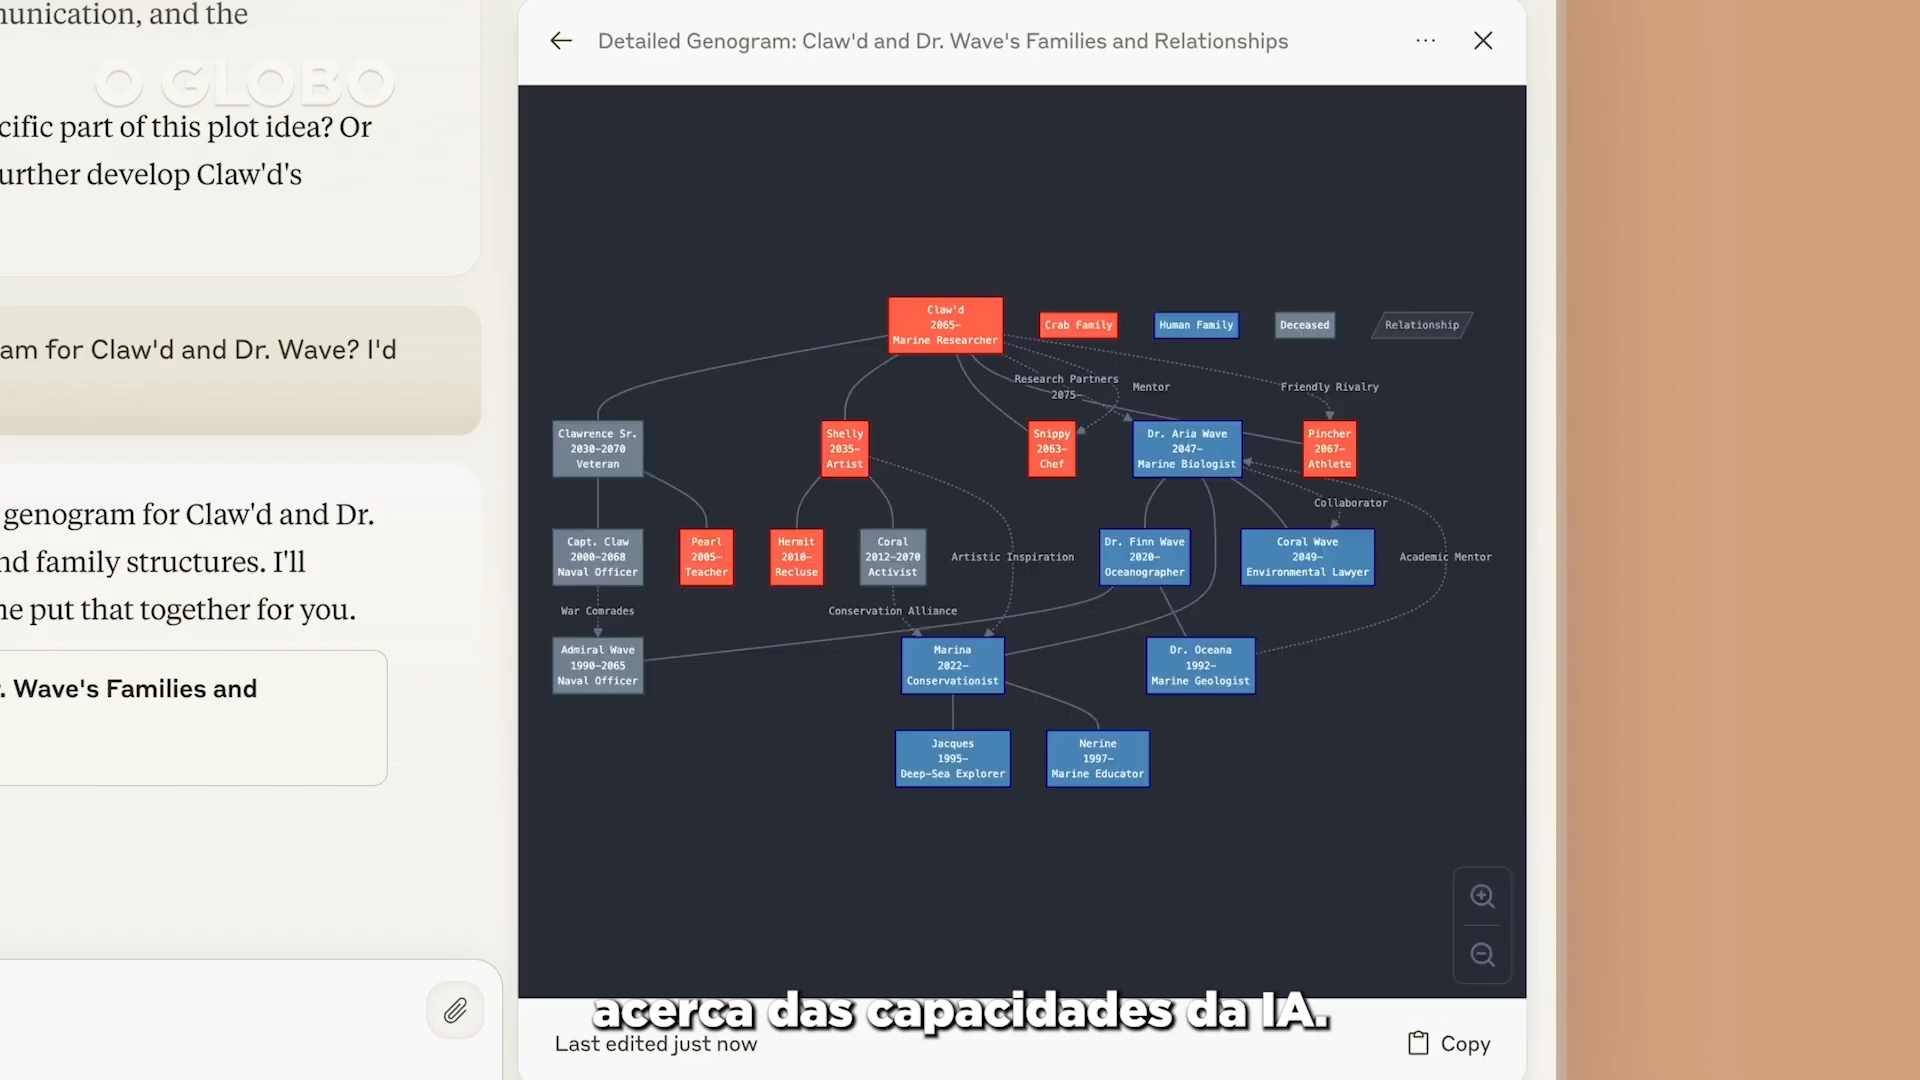 munication, and the
O GLOBO
cific part of this plot idea? Or
urther develop Claw'd's
am for Claw'd and Dr. Wave? I'd
genogram for Claw'd and Dr.
nd family structures. I'll
ne put that together for you.
r. Wave's Families and
Detailed Genogram: Claw'd and Dr. Wave's Families and Relationships
Claw'd
2065-
Marine Researcher
Crab Family
Human Family
Deceased
Relationship
Research Partners
2075-
Mentor
Friendly Rivalry
Clawrence Sr.
2030-2070
Veteran
Shelly
2035-
Artist
Snippy
2063-
Chef
Dr. Aria Wave
2047-
Marine Biologist
Pincher
2067-
Athlete
Collaborator
Capt. Claw
2000-2068
Naval Officer
Pearl
2005-
Teacher
Hermit
2010-
Recluse
Coral
2012-2070
Activist
Artistic Inspiration
Dr. Finn Wave
2020-
Oceanographer
Coral Wave
2049-
Environmental Lawyer
Academic Mentor
War Comrades
Conservation Alliance
Admiral Wave
1990-2065
Naval Officer
Marina
2022-
Conservationist
Dr. Oceana
1992-
Marine Geologist
Jacques
1995-
Deep-Sea Explorer
Nerine
1997-
Marine Educator
acerca das capacidades da IA.
Last edited just now
Copy